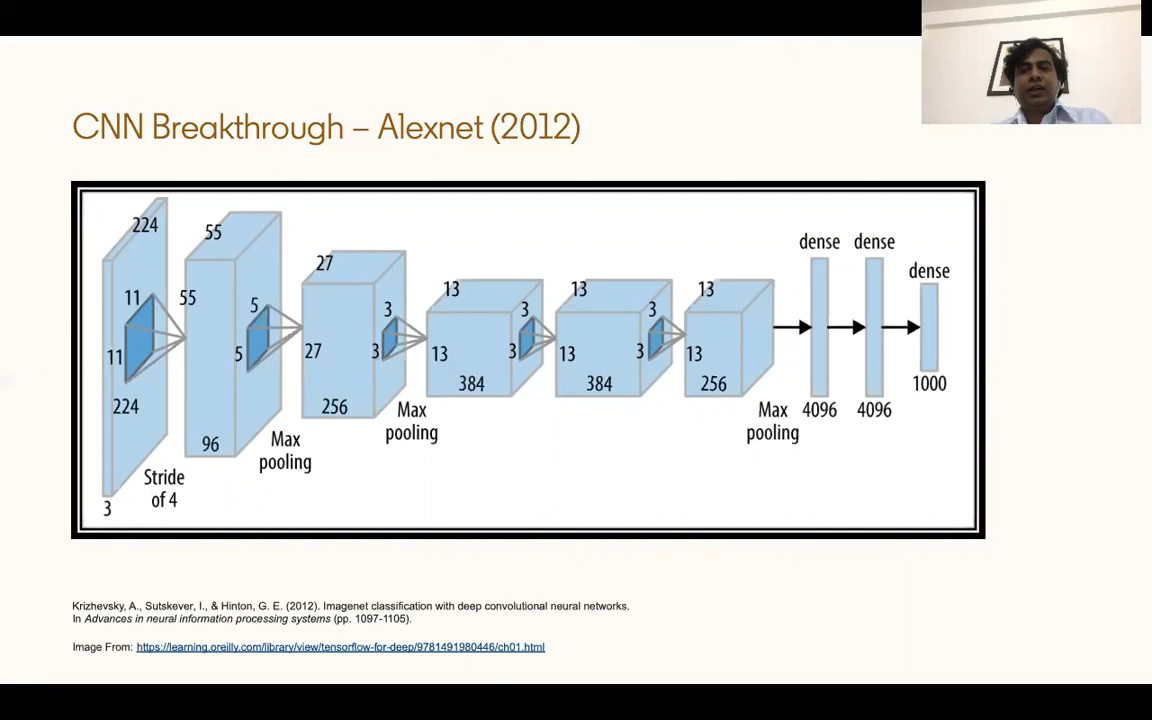 CNN Breakthrough – Alexnet (2012)
224
55
27
13
13
13
dense
dense
dense
11
55
5
3
3
3
11
5
27
3
13
3
13
3
13
224
96
256
384
384
256
Max
pooling
Max
pooling
Max
pooling
4096
4096
1000
Stride
of 4
3
Krizhevsky, A., Sutskever, I., & Hinton, G. E. (2012). Imagenet classification with deep convolutional neural networks.
In Advances in neural information processing systems (pp. 1097-1105).
Image From: https://learning.oreilly.com/library/view/tensorflow-for-deep/9781491980446/ch01.html